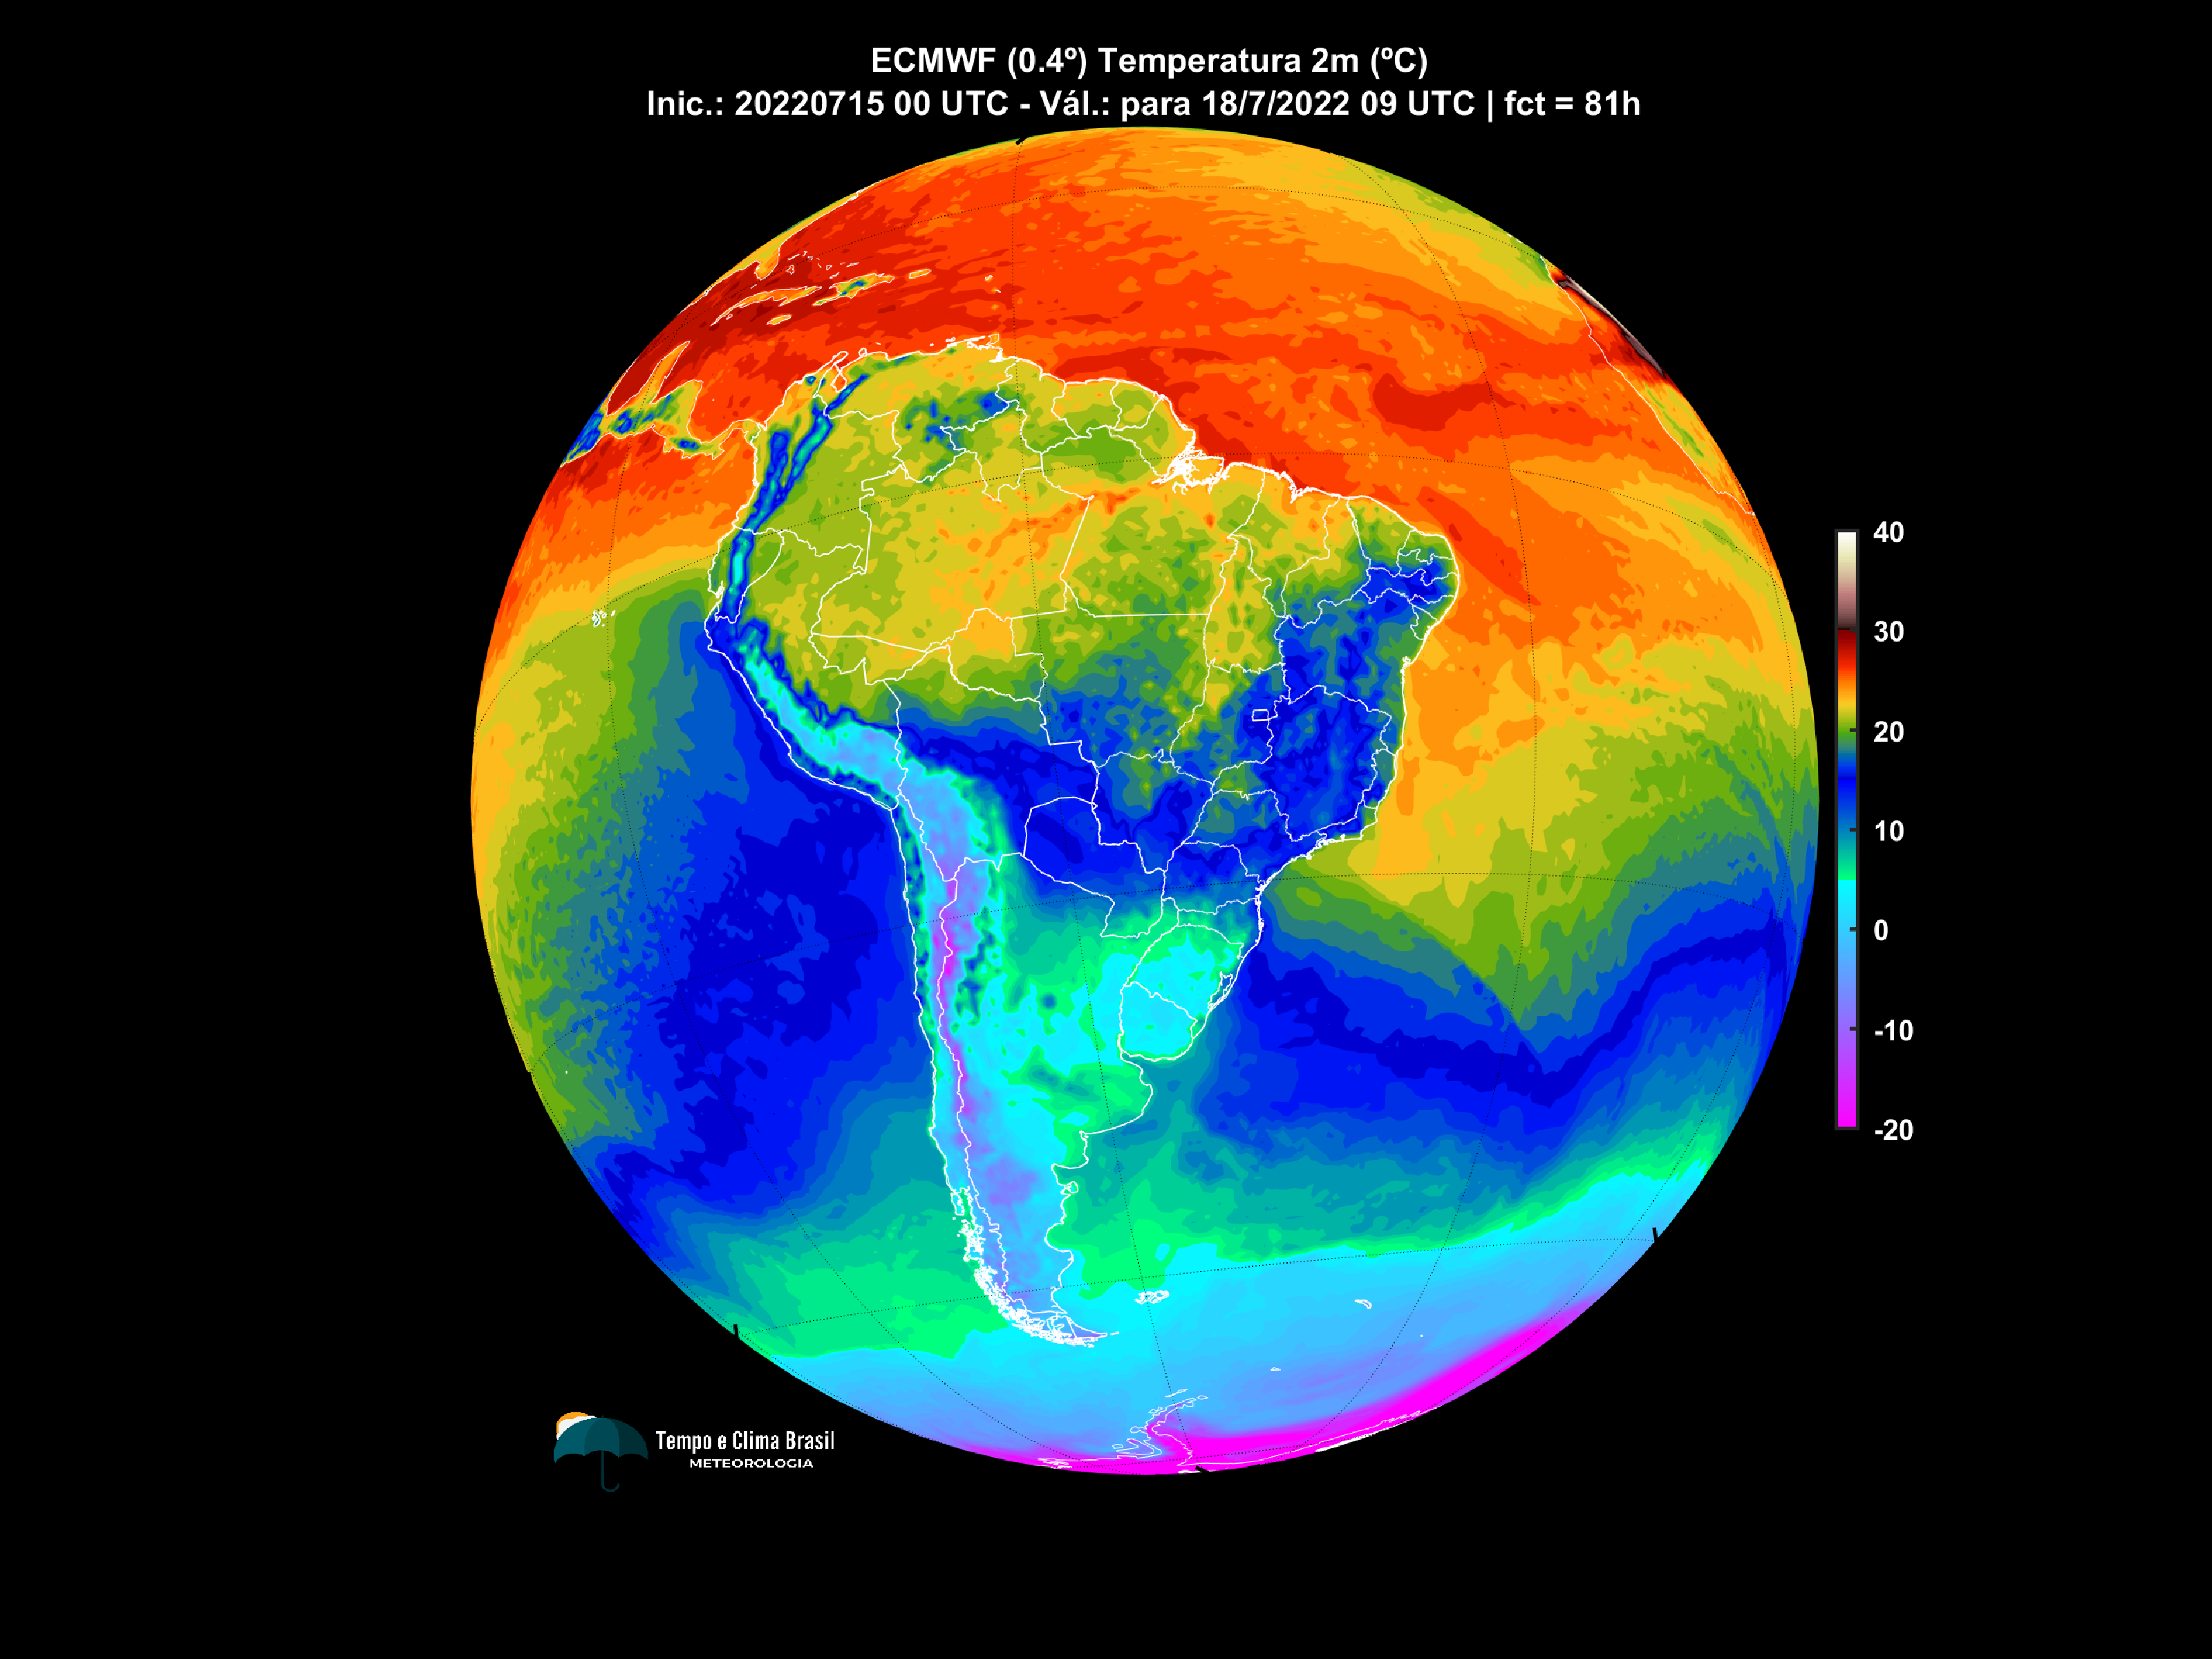 ECMWF (0.4º) Temperatura 2m (ºC)
Inic.: 20220715 00 UTC - Vál.: para 18/7/2022 09 UTC | fct = 81h
40
30
20
10
0
-10
-20
Tempo e Clima Brasil
METEOROLOGIA